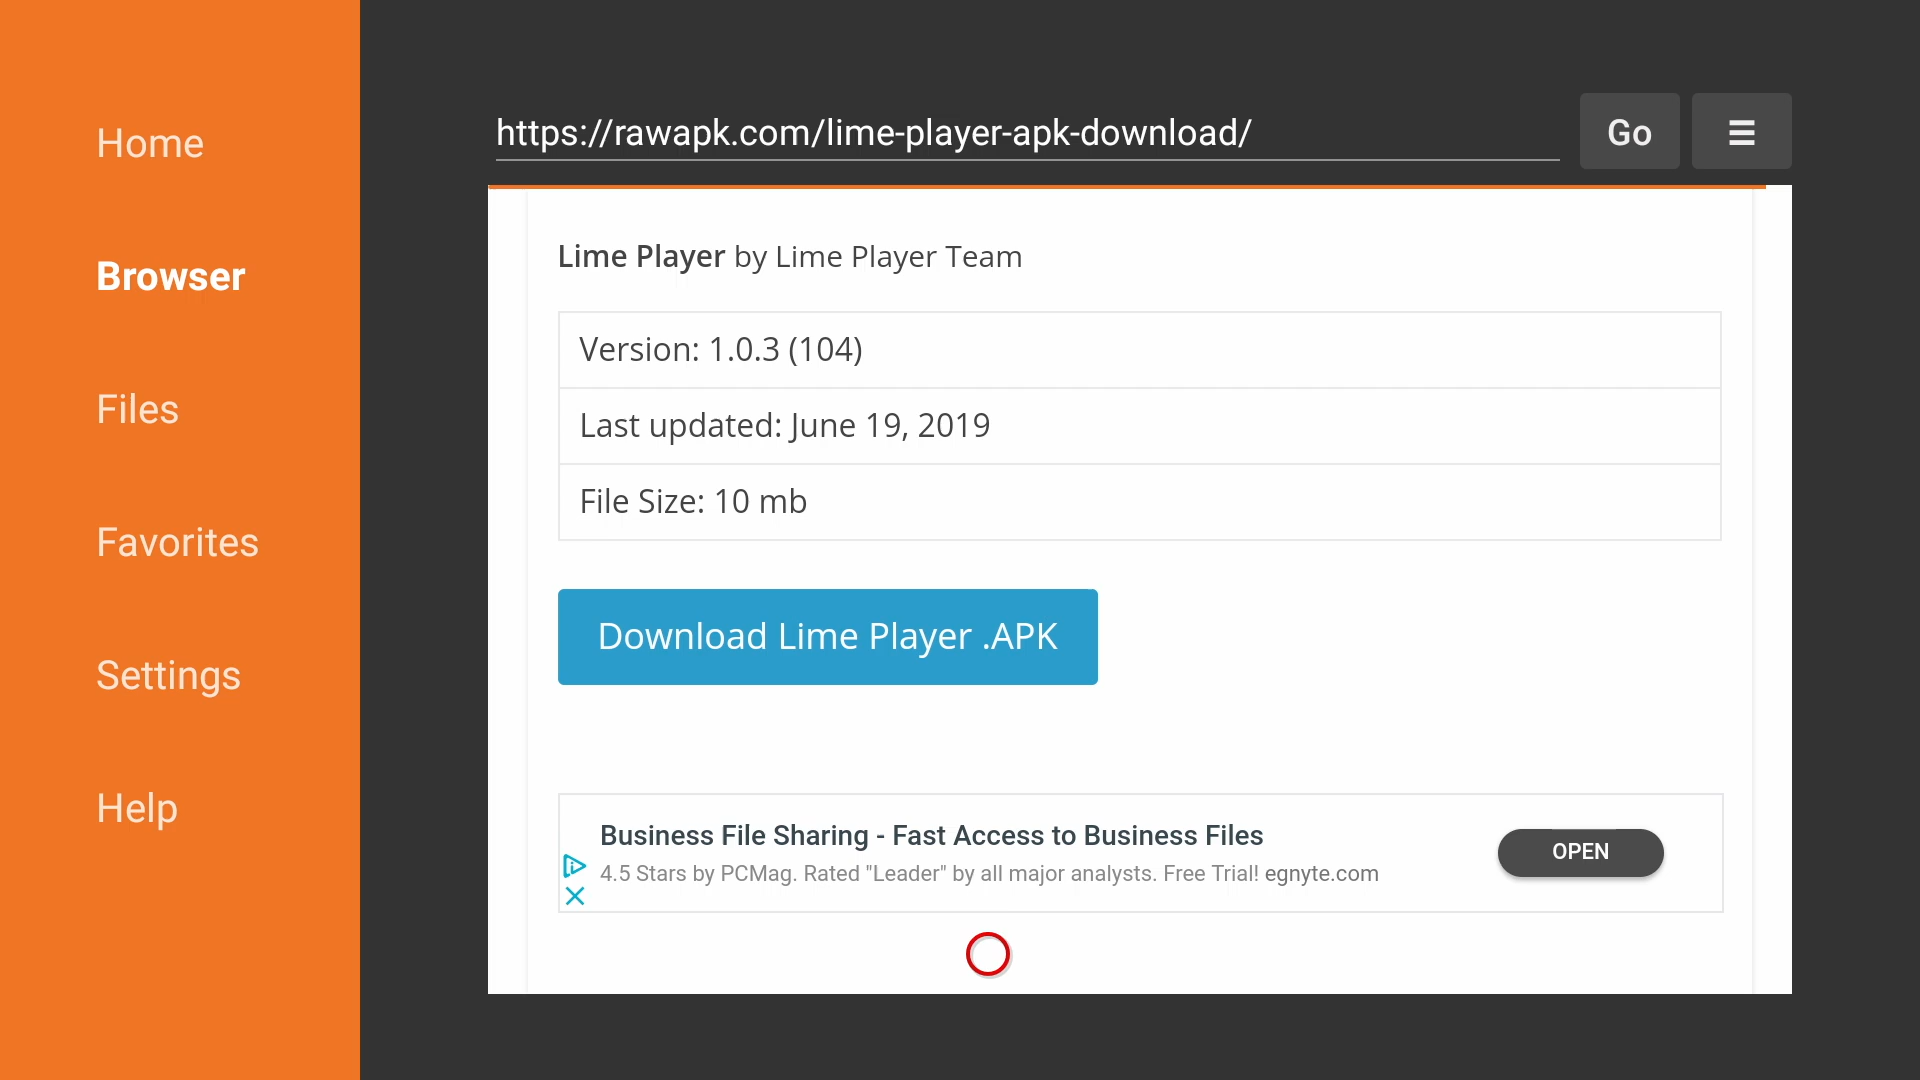 Home
Browser
Files
Favorites
Settings
Help
https://rawapk.com/lime-player-apk-download/
Go
Lime Player by Lime Player Team
Version: 1.0.3 (104)
Last updated: June 19, 2019
File Size: 10 mb
Download Lime Player .APK
Business File Sharing - Fast Access to Business Files
4.5 Stars by PCMag. Rated "Leader" by all major analysts. Free Trial! egnyte.com
OPEN